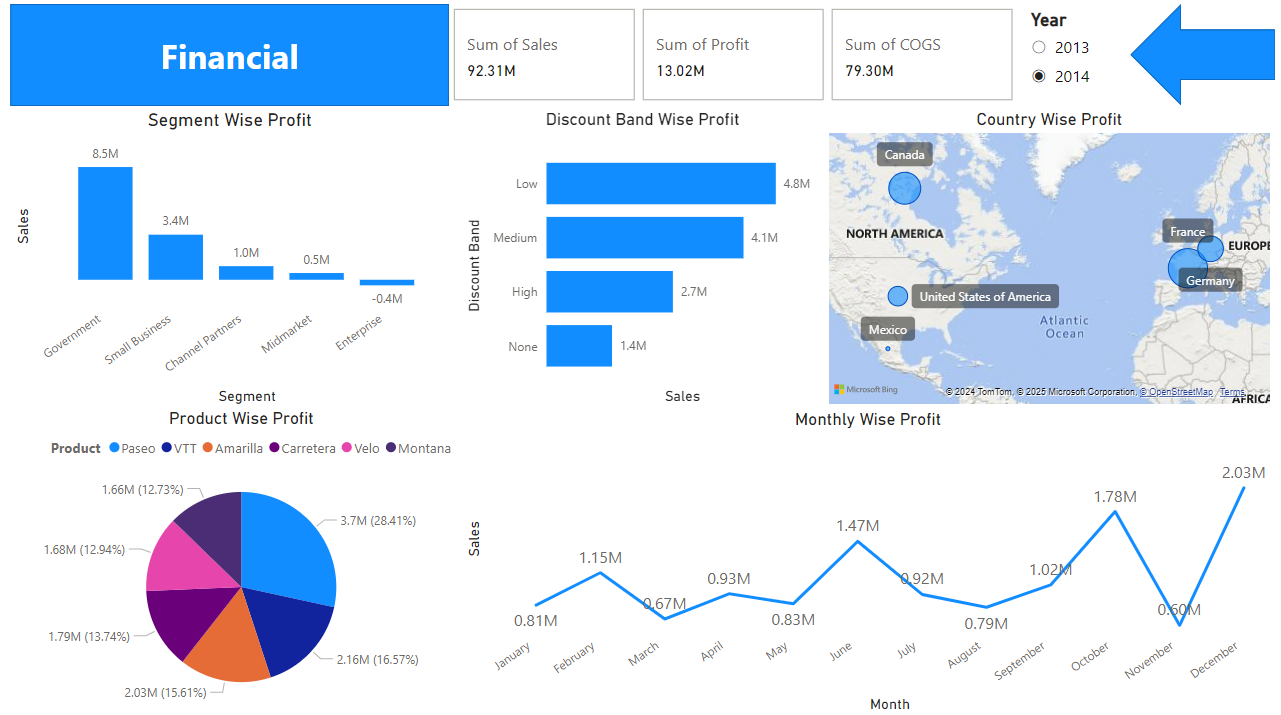 Financial
Sum of Sales
92.31M
Sum of Profit
13.02M
Sum of COGS
79.30M
Year
2013
2014
Segment Wise Profit
Sales
8.5M
3.4M
1.0M
0.5M
-0.4M
Government
Small Business
Channel Partners
Midmarket
Enterprise
Segment
Discount Band Wise Profit
Discount Band
Low
4.8M
Medium
4.1M
High
2.7M
None
1.4M
Sales
Country Wise Profit
Canada
NORTH AMERICA
France
EUROPE
Germany
United States of America
Mexico
Atlantic
Ocean
Microsoft Bing
© 2024 TomTom, © 2025 Microsoft Corporation, © OpenStreetMap Terms
AFRICA
Product Wise Profit
Product Paseo VTT Amarilla Carretera Velo Montana
1.66M (12.73%)
3.7M (28.41%)
1.68M (12.94%)
1.79M (13.74%)
2.16M (16.57%)
2.03M (15.61%)
Monthly Wise Profit
Sales
0.81M
1.15M
0.67M
0.93M
0.83M
1.47M
0.92M
0.79M
1.02M
1.78M
0.60M
2.03M
January
February
March
April
May
June
July
August
September
October
November
December
Month